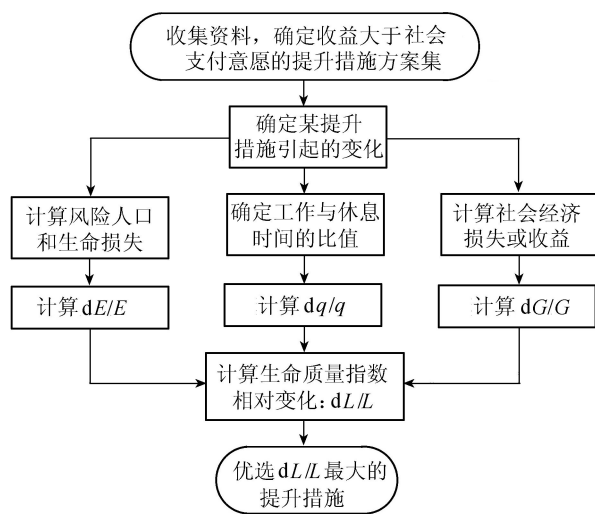 收集资料，确定收益大于社会
支付意愿的提升措施方案集
确定某提升
措施引起的变化
计算风险人口
和生命损失
确定工作与休息
时间的比值
计算社会经济
损失或收益
计算 dE/E
计算 dq/q
计算 dG/G
计算生命质量指数
相对变化：dL/L
优选 dL/L 最大的
提升措施